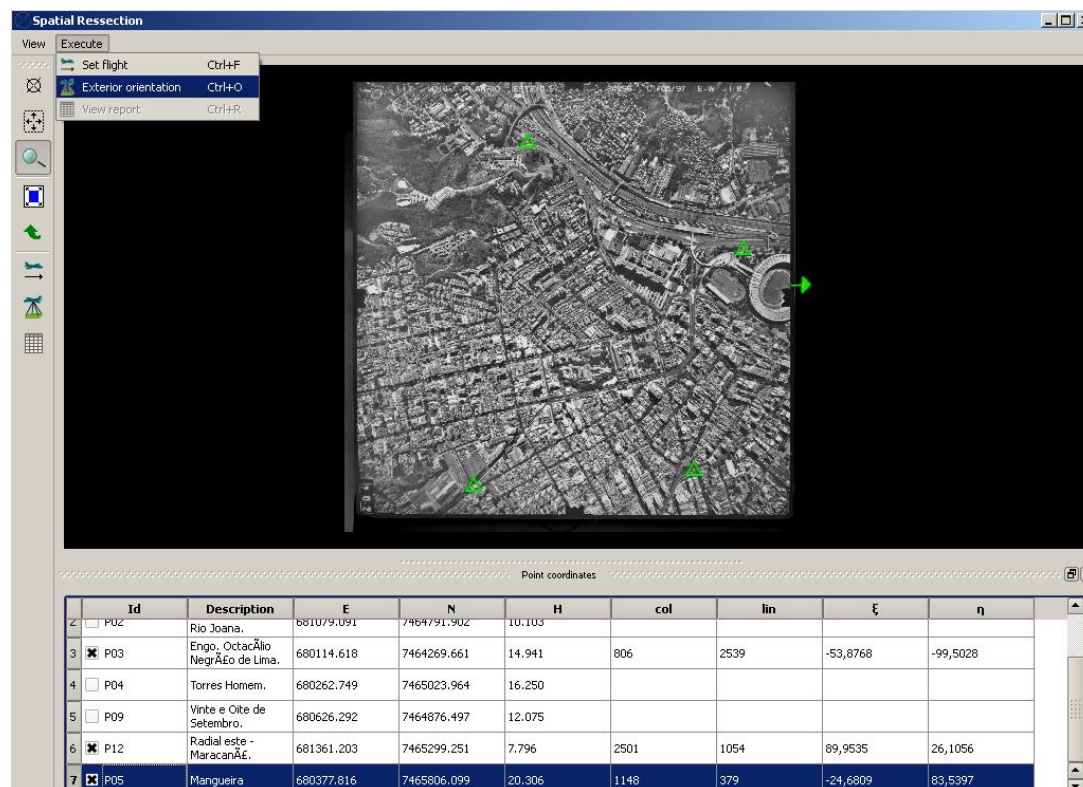 Spatial Ressection
View Execute
Set flight Ctrl+F
Exterior orientation Ctrl+O
View report Ctrl+R
Point coordinates
Id Description E N H col lin ξ η
2 P02 Rio Joana. 681079.091 7464791.902 10.103
3 P03 Engo. OctacÃlio 680114.618 7464269.661 14.941 806 2539 -53,8768 -99,5028
NegrÃ£o de Lima.
4 P04 Torres Homem. 680262.749 7465023.964 16.250
5 P09 Vinte e Oite de 680626.292 7464876.497 12.075
Setembro.
6 P12 Radial este - 681361.203 7465299.251 7.796 2501 1054 89,9535 26,1056
MaracanÃ£.
7 P05 Mangueira 680377.816 7465806.099 20.306 1148 379 -24,6809 83,5397